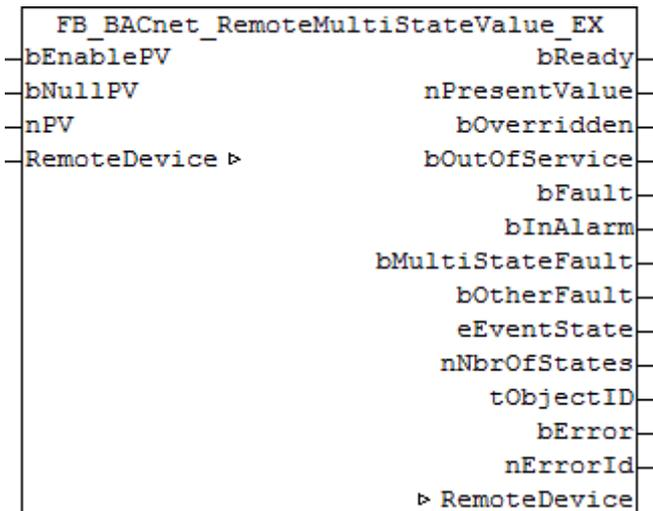 FB_BACnet_RemoteMultiStateValue_EX
bEnablePV bReady
bNullPV nPresentValue
nPV bOverridden
RemoteDevice ▷ bOutOfService
bFault
bInAlarm
bMultiStateFault
bOtherFault
eEventState
nNbrOfStates
tObjectID
bError
nErrorId
▷ RemoteDevice